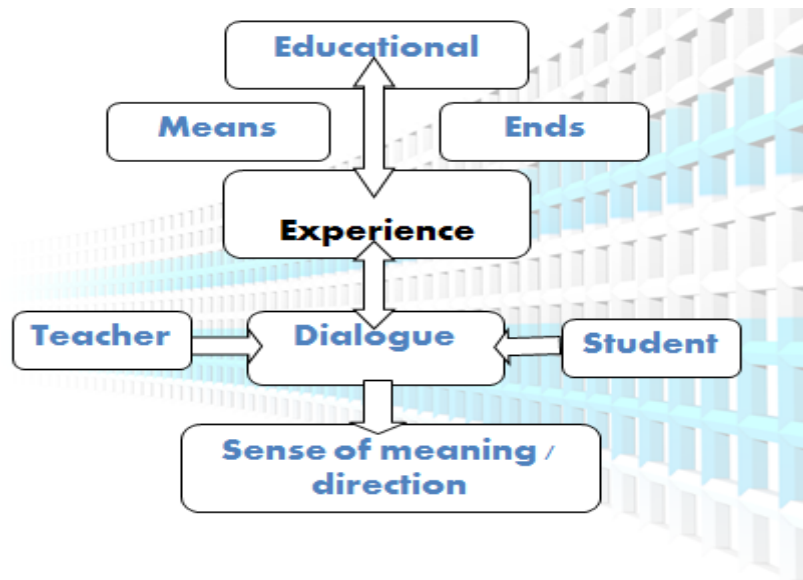 Educational
Means
Ends
Experience
Teacher
Dialogue
Student
Sense of meaning /
direction